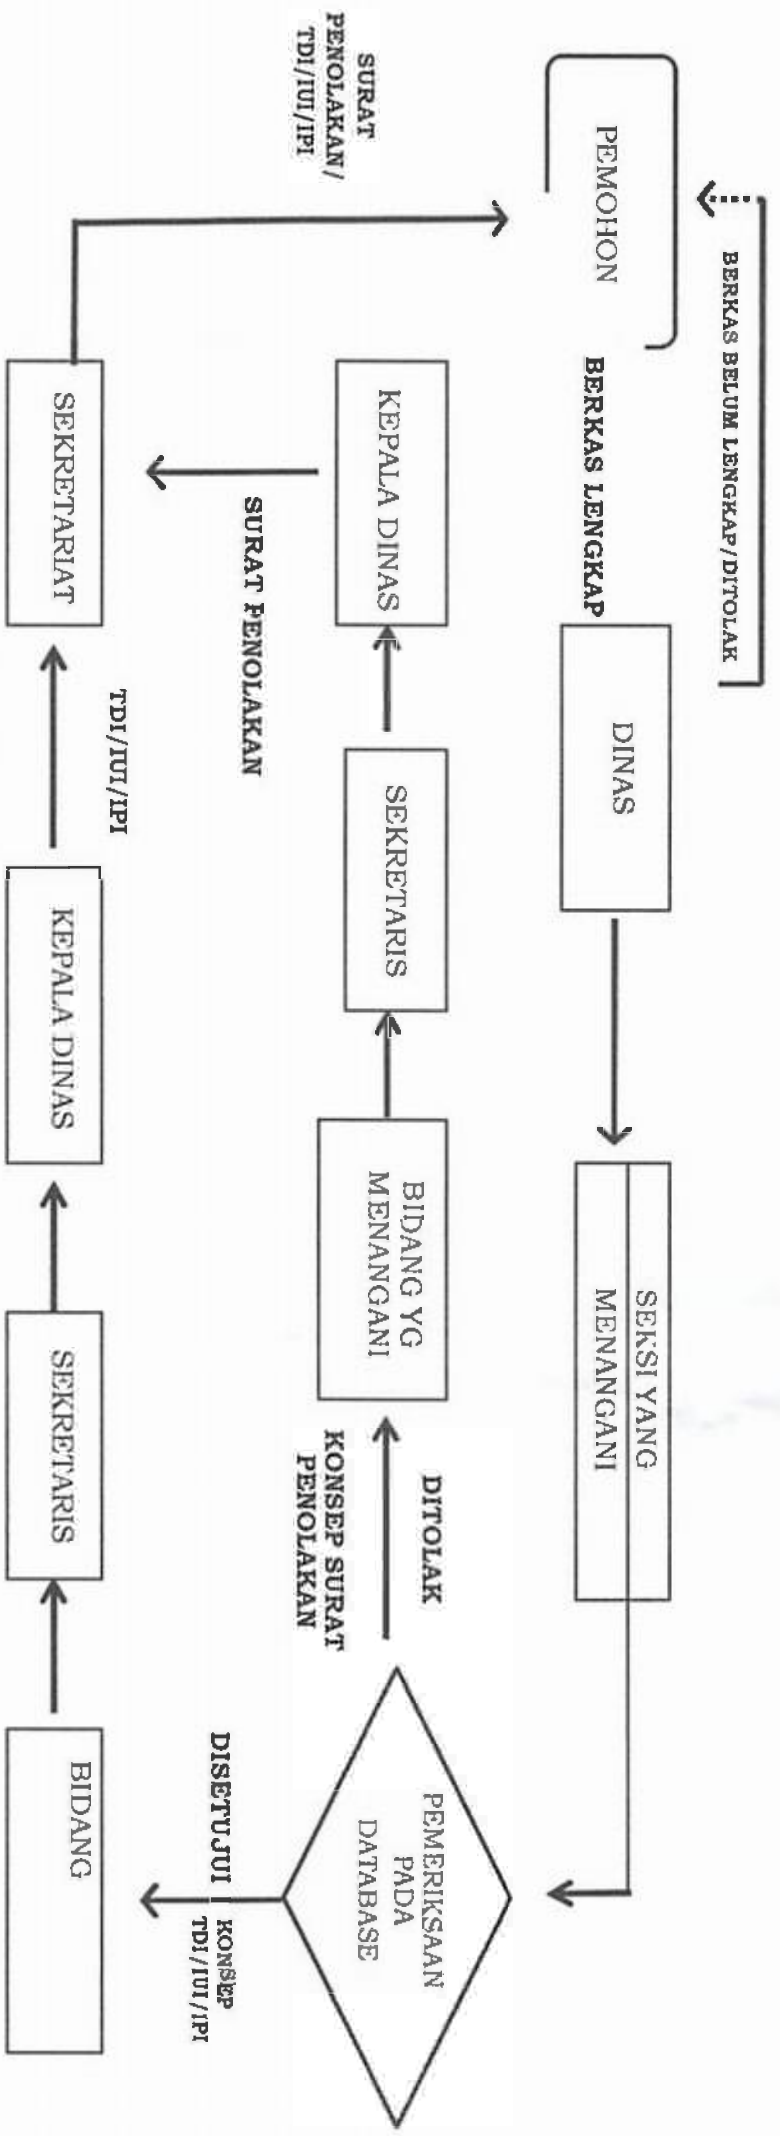 BERKAS BELUM LENGKAP/DITOLAK
PEMOHON
BERKAS LENGKAP
DINAS
SEKSI YANG
MENANGANI
SURAT
PENOLAKAN/
TDI/IUI/IPI
KEPALA DINAS
SEKRETARIS
BIDANG YG
MENANGANI
DITOLAK
KONSEP SURAT
PENOLAKAN
PEMERIKSAAN
PADA
DATABASE
SURAT PENOLAKAN
DISETUJUI
KONSEP
TDI/IUI/IPI
SEKRETARIAT
TDI/IUI/IPI
KEPALA DINAS
SEKRETARIS
BIDANG